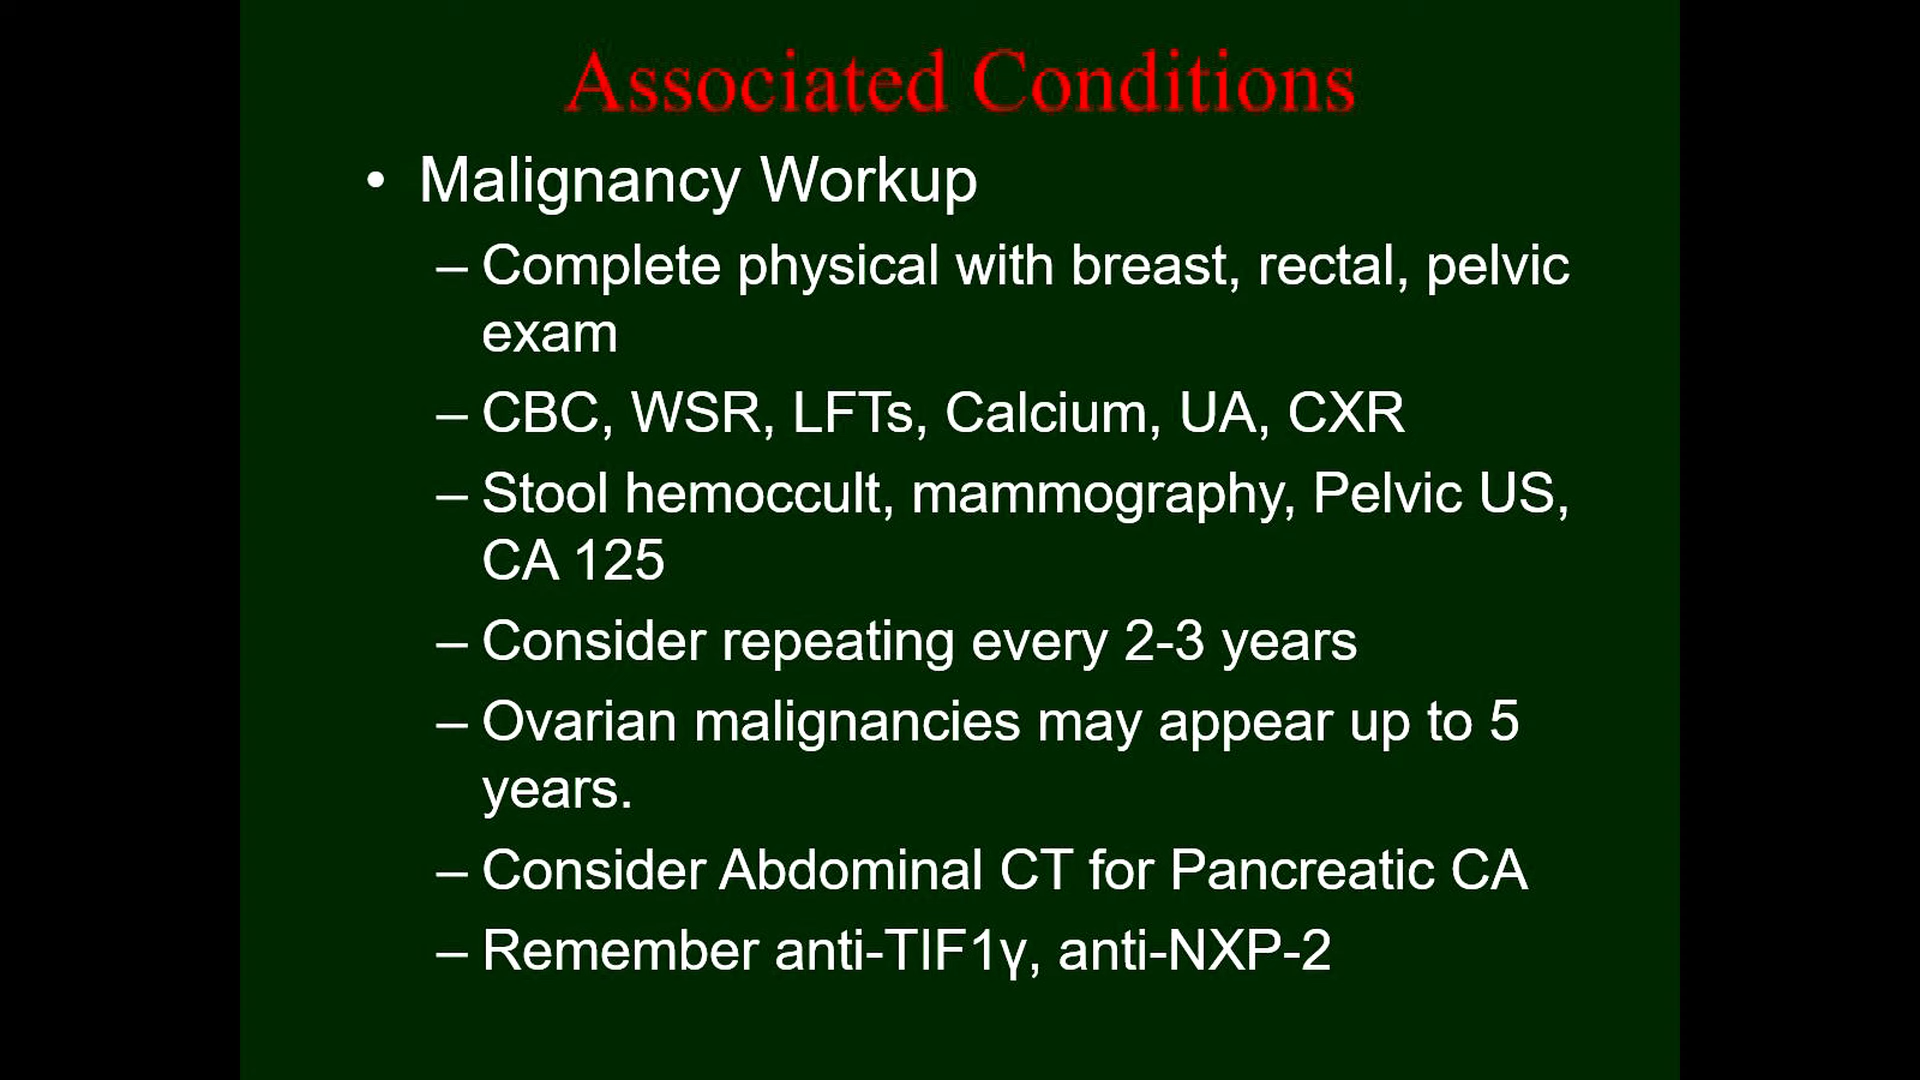 Associated Conditions
• Malignancy Workup
– Complete physical with breast, rectal, pelvic
exam
– CBC, WSR, LFTs, Calcium, UA, CXR
– Stool hemoccult, mammography, Pelvic US,
CA 125
– Consider repeating every 2-3 years
– Ovarian malignancies may appear up to 5
years.
– Consider Abdominal CT for Pancreatic CA
– Remember anti-TIF1γ, anti-NXP-2